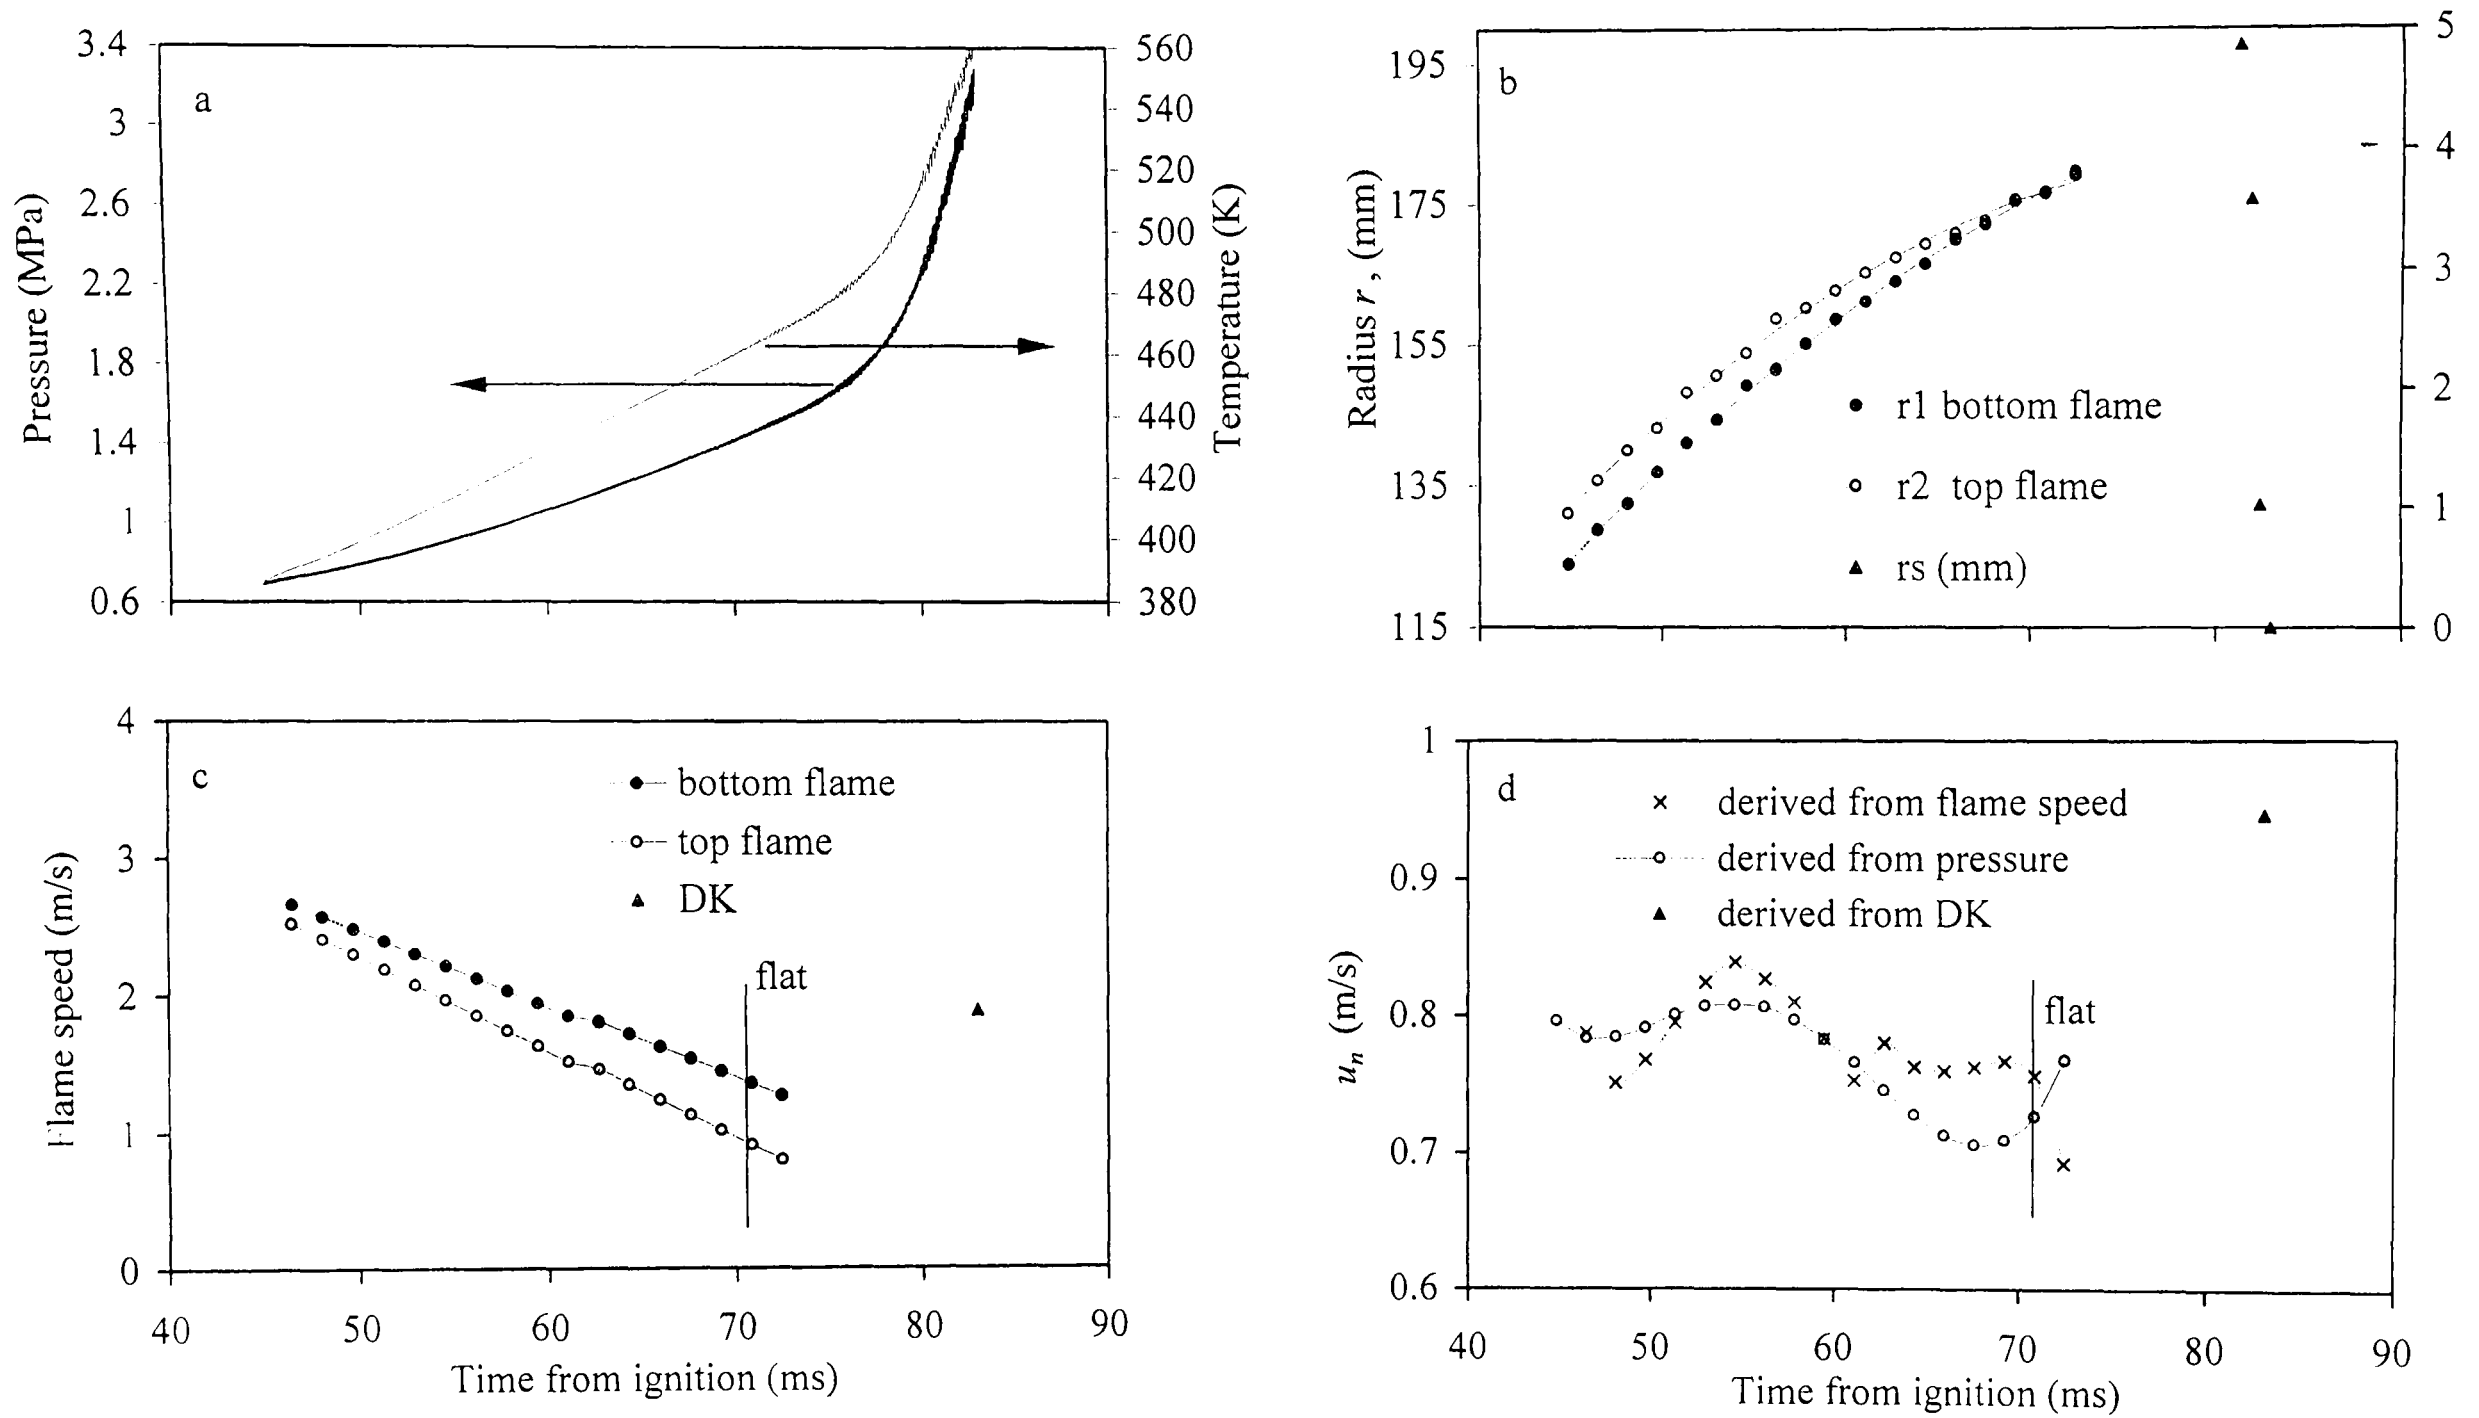 a
3.4
3
2.6
2.2
1.8
1.4
1
0.6
Pressure (MPa)
560
540
520
500
480
460
440
420
400
380
Temperature (K)
b
195
175
155
135
115
Radius r, (mm)
5
4
3
2
1
0
r1 bottom flame
r2 top flame
rs (mm)
c
4
3
2
1
0
Flame speed (m/s)
bottom flame
top flame
DK
flat
40 50 60 70 80 90
Time from ignition (ms)
d
1
0.9
0.8
0.7
0.6
un (m/s)
derived from flame speed
derived from pressure
derived from DK
flat
40 50 60 70 80 90
Time from ignition (ms)